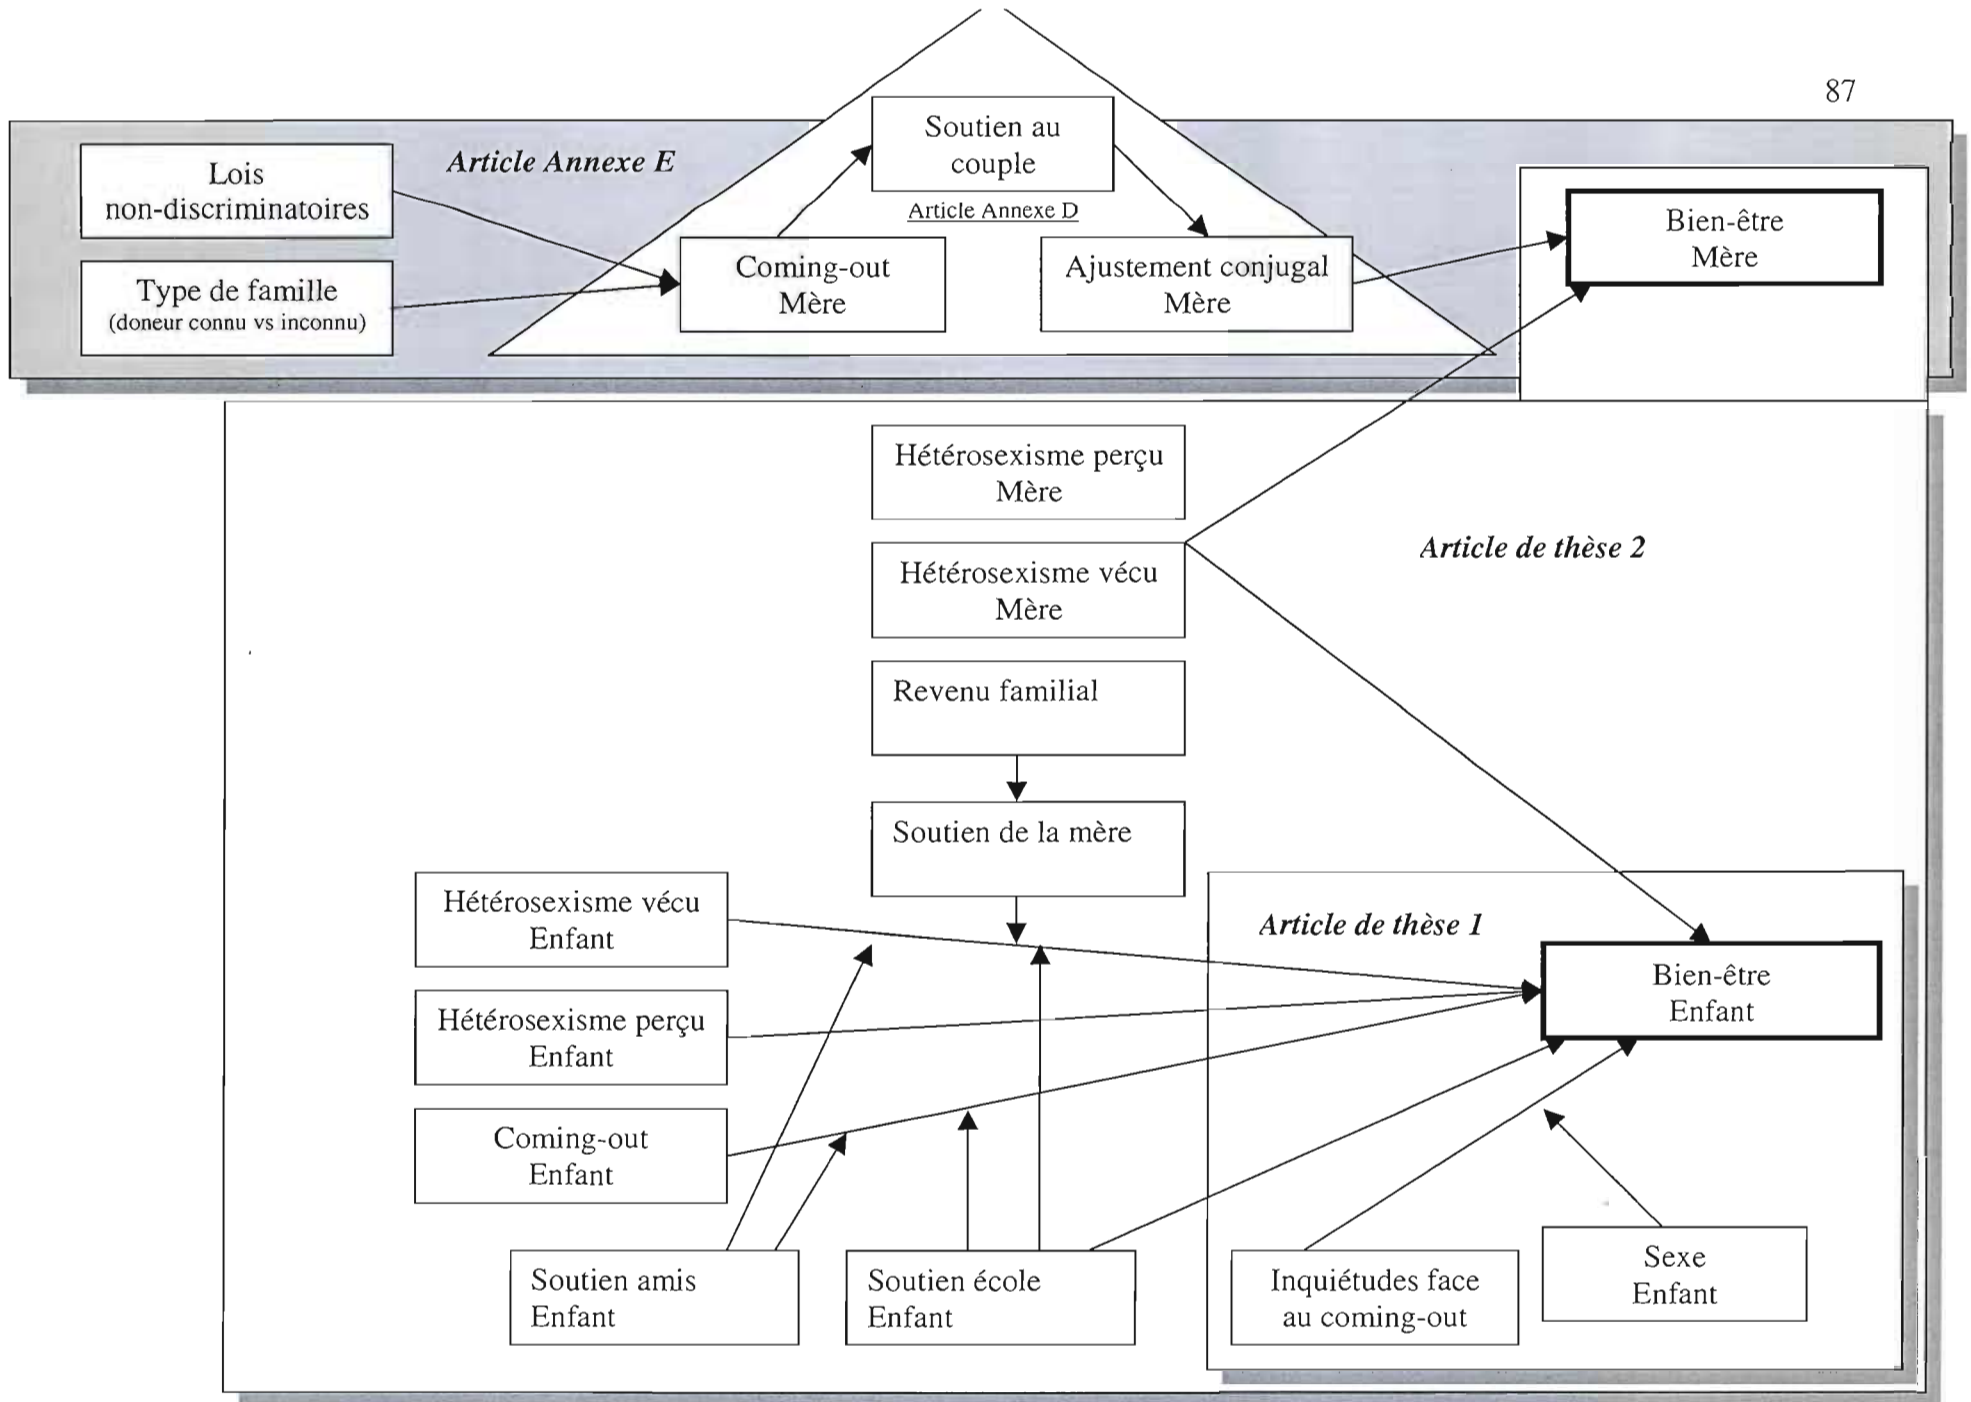 87
Soutien au
couple
Article Annexe D
Article Annexe E
Lois
non-discriminatoires
Type de famille
(doneur connu vs inconnu)
Coming-out
Mère
Ajustement conjugal
Mère
Bien-être
Mère
Hétérosexisme perçu
Mère
Hétérosexisme vécu
Mère
Article de thèse 2
Revenu familial
Soutien de la mère
Hétérosexisme vécu
Enfant
Hétérosexisme perçu
Enfant
Coming-out
Enfant
Article de thèse 1
Bien-être
Enfant
Soutien amis
Enfant
Soutien école
Enfant
Inquiétudes face
au coming-out
Sexe
Enfant